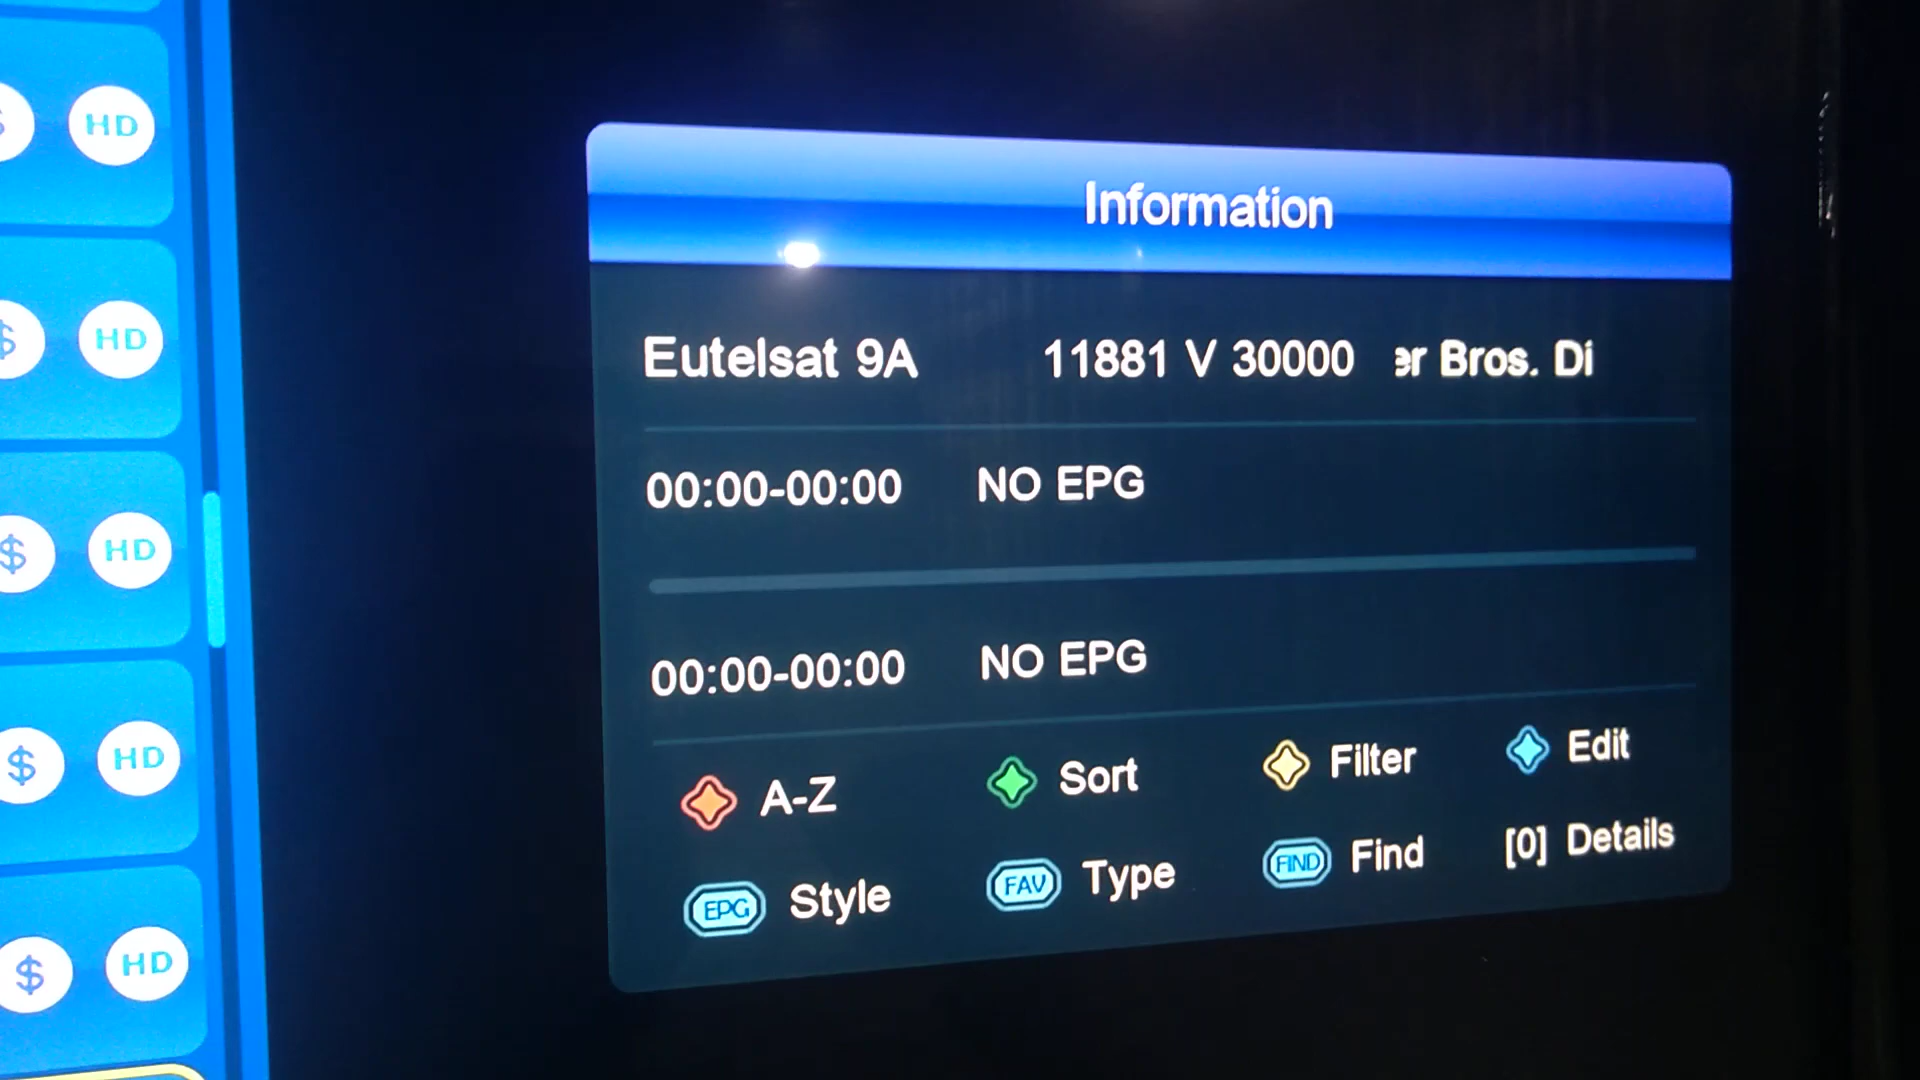 HD
$ HD
$ HD
$ HD
$ HD
Information
Eutelsat 9A 11881 V 30000 er Bros. Di
00:00-00:00 NO EPG
00:00-00:00 NO EPG
A-Z Sort Filter Edit
EPG Style FAV Type FIND Find [0] Details